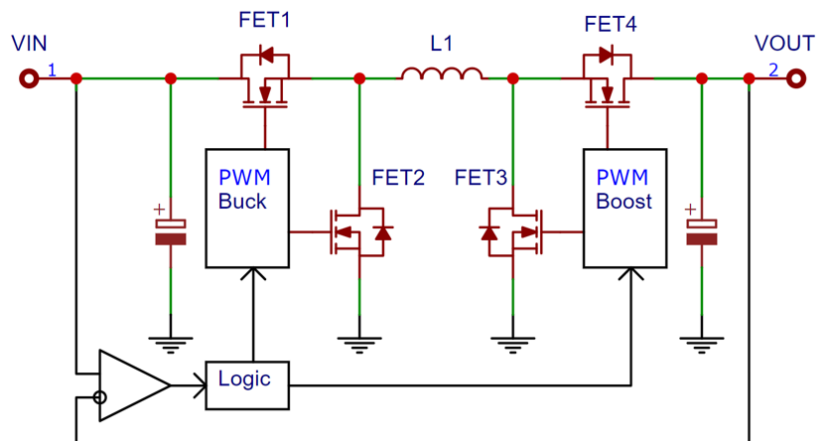 FET1
FET4
VIN
L1
VOUT
1
2
PWM
Buck
FET2
FET3
PWM
Boost
+
+
Logic